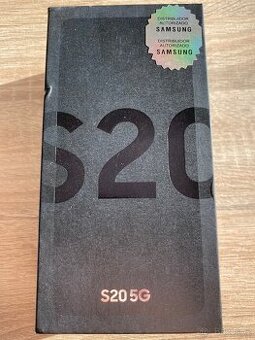 DISTRIBUIDOR
AUTORIZADO
SAMSUNG
DISTRIBUIDOR
AUTORIZADO
SAMSUNG
S20
S20 5G